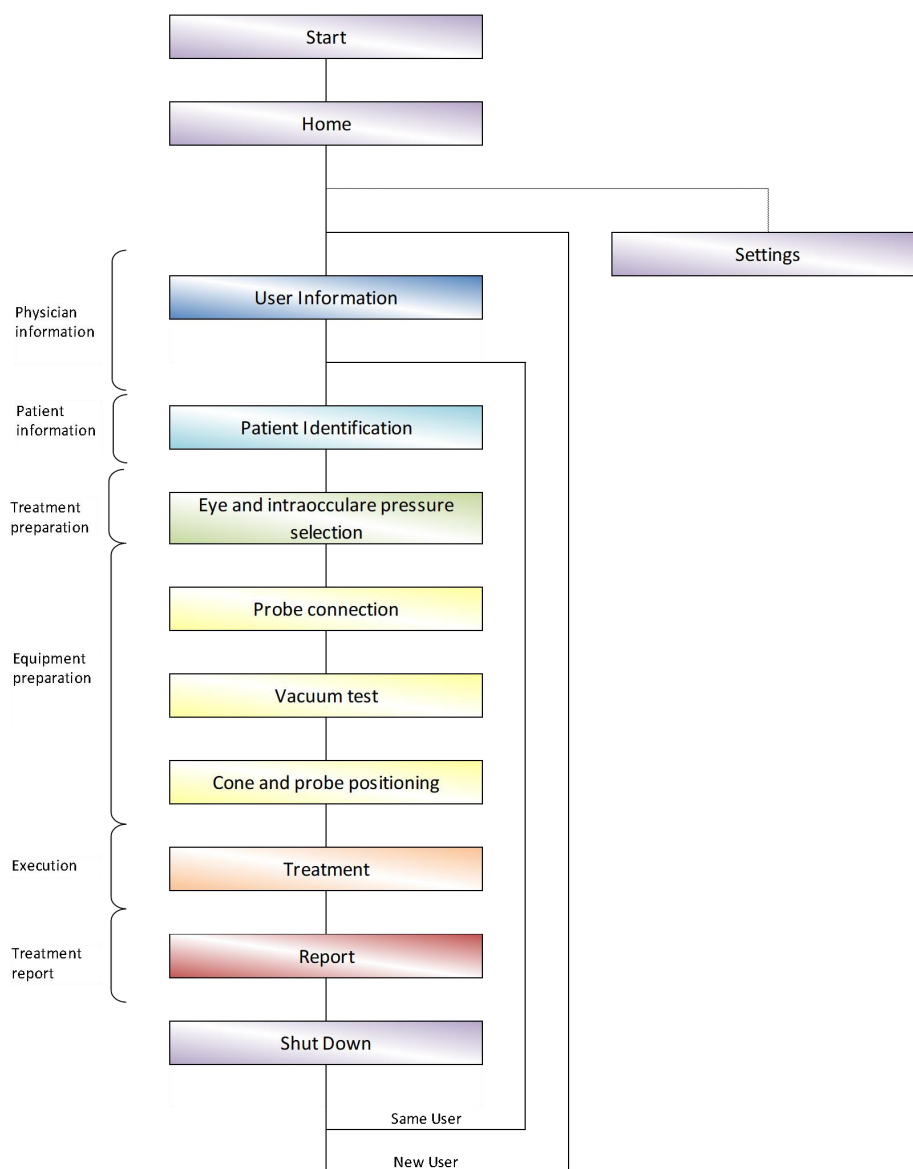 Start
Home
Settings
Physician
information
User Information
Patient
information
Patient Identification
Treatment
preparation
Eye and intraocculare pressure
selection
Equipment
preparation
Probe connection
Vacuum test
Cone and probe positioning
Execution
Treatment
Treatment
report
Report
Shut Down
Same User
New User